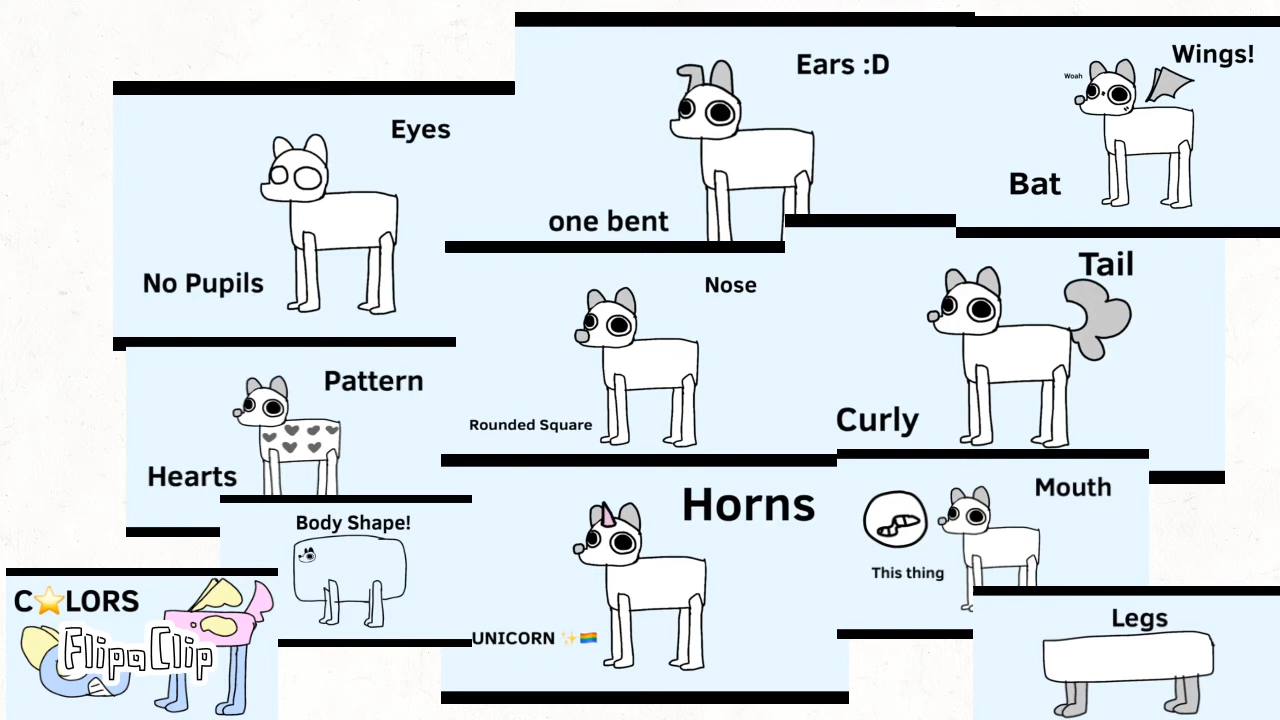 Ears :D
one bent
Wings!
Woah
Bat
Eyes
No Pupils
Nose
Rounded Square
Tail
Curly
Pattern
Hearts
Horns
UNICORN ✨🏳️‍🌈
Mouth
This thing
Body Shape!
C⭐LORS
FlipaClip
Legs